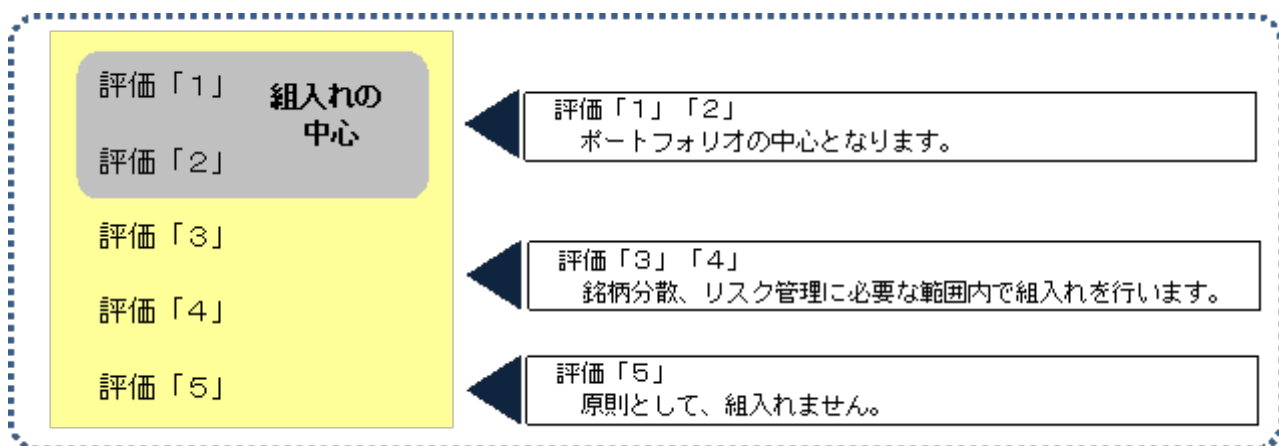 評価「1」
組入れの
中心
評価「2」
評価「3」
評価「4」
評価「5」
評価「1」「2」
ポートフォリオの中心となります。
評価「3」「4」
銘柄分散、リスク管理に必要な範囲内で組入れを行います。
評価「5」
原則として、組入れません。